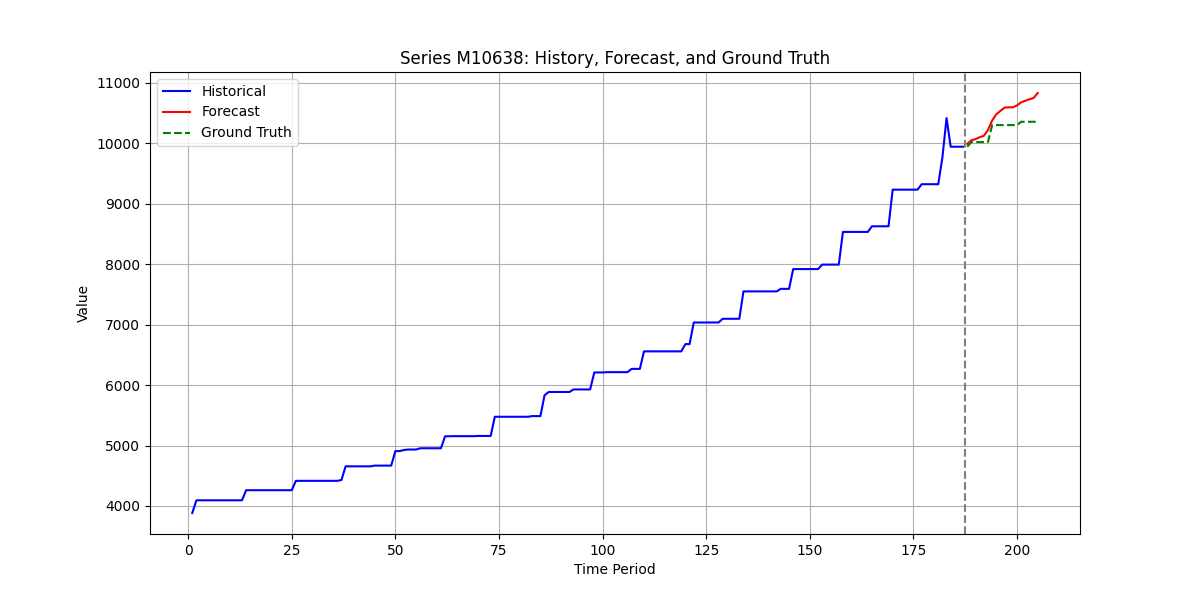 Series M10638: History, Forecast, and Ground Truth
Historical
Forecast
Ground Truth
11000
10000
9000
8000
7000
6000
5000
4000
Value
0 25 50 75 100 125 150 175 200
Time Period